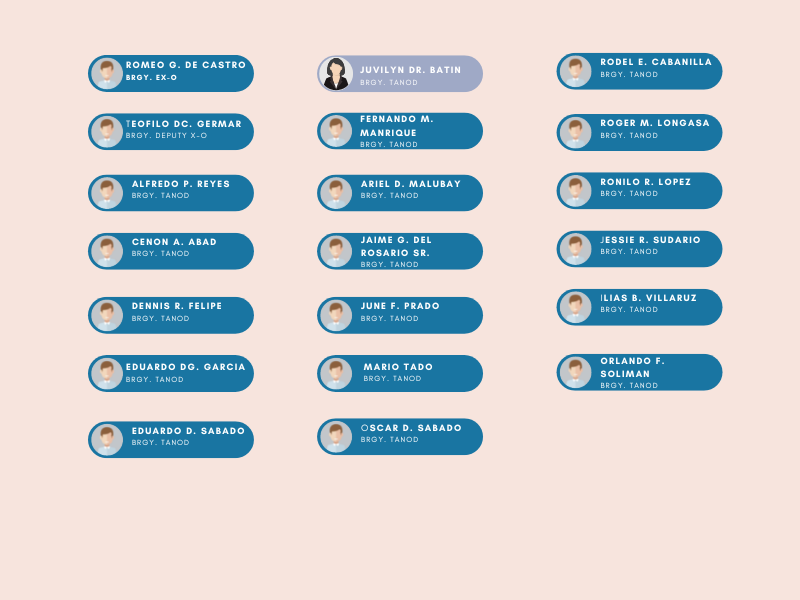 ROMEO G. DE CASTRO
BRGY. EX-O
TEOFILO DC. GERMAR
BRGY. DEPUTY X-O
ALFREDO P. REYES
BRGY. TANOD
CENON A. ABAD
BRGY. TANOD
DENNIS R. FELIPE
BRGY. TANOD
EDUARDO DG. GARCIA
BRGY. TANOD
EDUARDO D. SABADO
BRGY. TANOD
JUVILYN DR. BATIN
BRGY. TANOD
FERNANDO M.
MANRIQUE
BRGY. TANOD
ARIEL D. MALUBAY
BRGY. TANOD
JAIME G. DEL
ROSARIO SR.
BRGY. TANOD
JUNE F. PRADO
BRGY. TANOD
MARIO TADO
BRGY. TANOD
OSCAR D. SABADO
BRGY. TANOD
RODEL E. CABANILLA
BRGY. TANOD
ROGER M. LONGASA
BRGY. TANOD
RONILO R. LOPEZ
BRGY. TANOD
JESSIE R. SUDARIO
BRGY. TANOD
ILIAS B. VILLARUZ
BRGY. TANOD
ORLANDO F.
SOLIMAN
BRGY. TANOD